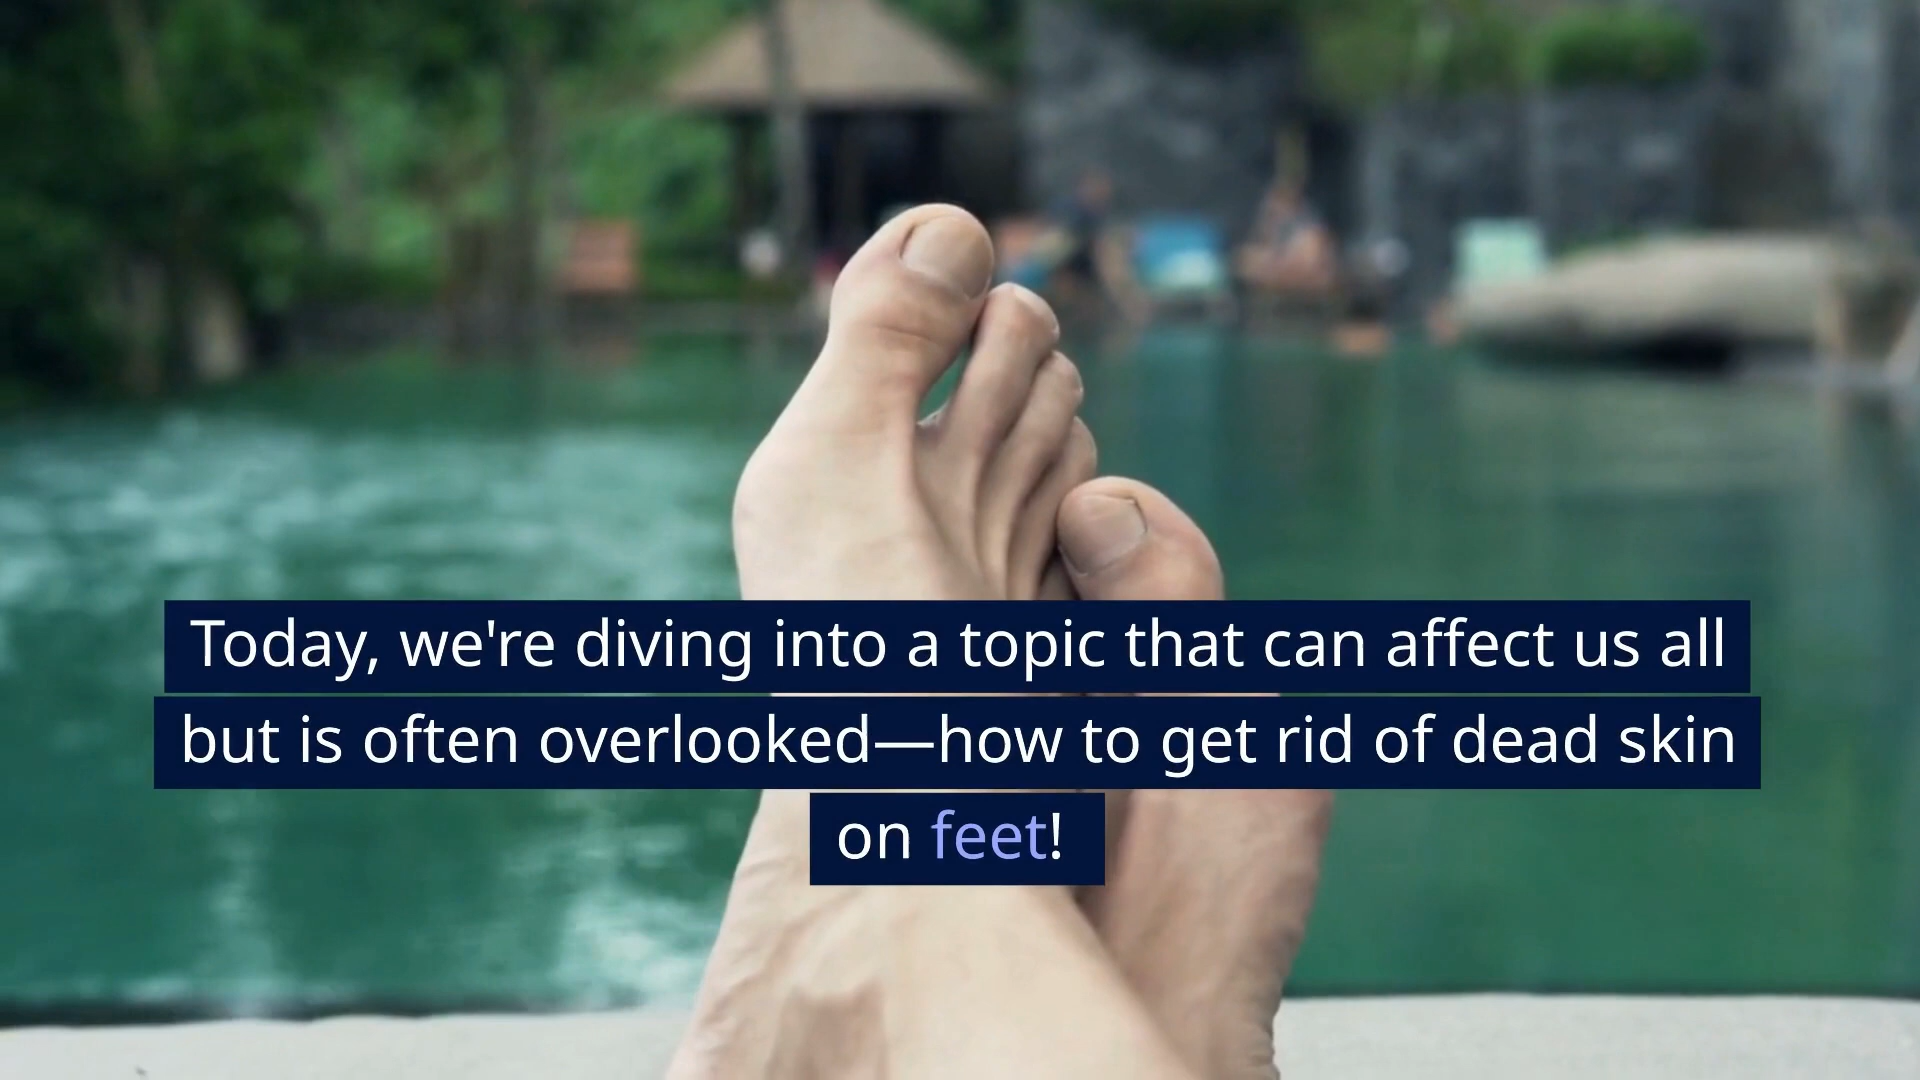 Today, we're diving into a topic that can affect us all
but is often overlooked—how to get rid of dead skin
on feet!